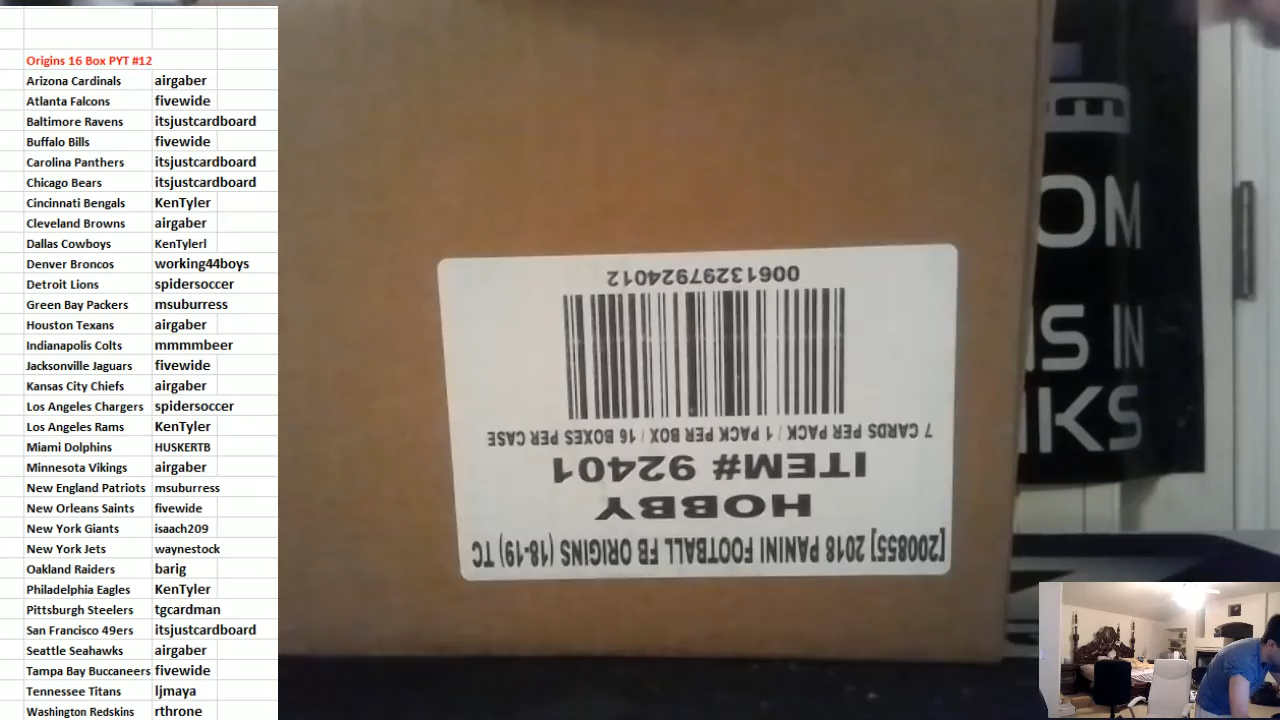 Origins 16 Box PYT #12
Arizona Cardinals airgaber
Atlanta Falcons fivewide
Baltimore Ravens itsjustcardboard
Buffalo Bills fivewide
Carolina Panthers itsjustcardboard
Chicago Bears itsjustcardboard
Cincinnati Bengals KenTyler
Cleveland Browns airgaber
Dallas Cowboys KenTylerl
Denver Broncos working44boys
Detroit Lions spidersoccer
Green Bay Packers msuburress
Houston Texans airgaber
Indianapolis Colts mmmmbeer
Jacksonville Jaguars fivewide
Kansas City Chiefs airgaber
Los Angeles Chargers spidersoccer
Los Angeles Rams KenTyler
Miami Dolphins HUSKERTB
Minnesota Vikings airgaber
New England Patriots msuburress
New Orleans Saints fivewide
New York Giants isaach209
New York Jets waynestock
Oakland Raiders barig
Philadelphia Eagles KenTyler
Pittsburgh Steelers tgcardman
San Francisco 49ers itsjustcardboard
Seattle Seahawks airgaber
Tampa Bay Buccaneers fivewide
Tennessee Titans ljmaya
Washington Redskins rthrone
[200855] 2018 PANINI FOOTBALL FB ORIGINS (18-19) TC
HOBBY
ITEM# 92401
7 CARDS PER PACK / 1 PACK PER BOX / 16 BOXES PER CASE
00613297924012
OM
IS IN
KS